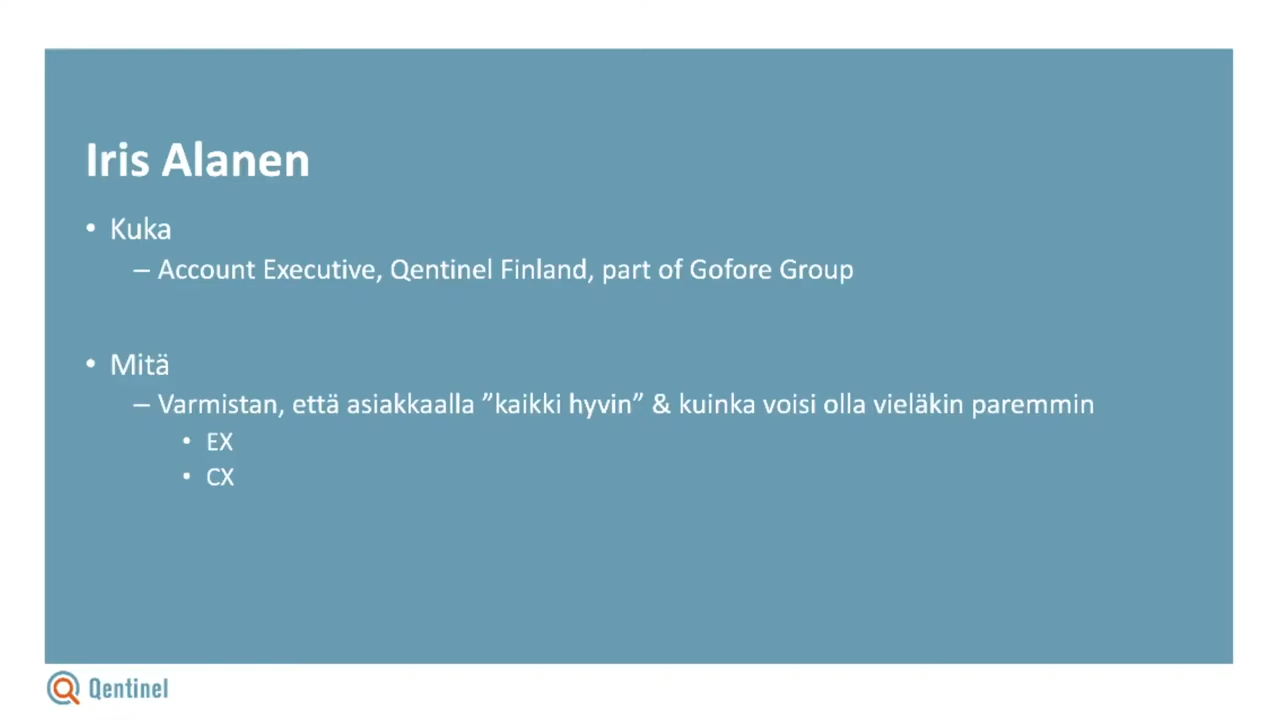 Iris Alanen
• Kuka
– Account Executive, Qentinel Finland, part of Gofore Group
• Mitä
– Varmistan, että asiakkaalla ”kaikki hyvin” & kuinka voisi olla vieläkin paremmin
• EX
• CX
Qentinel